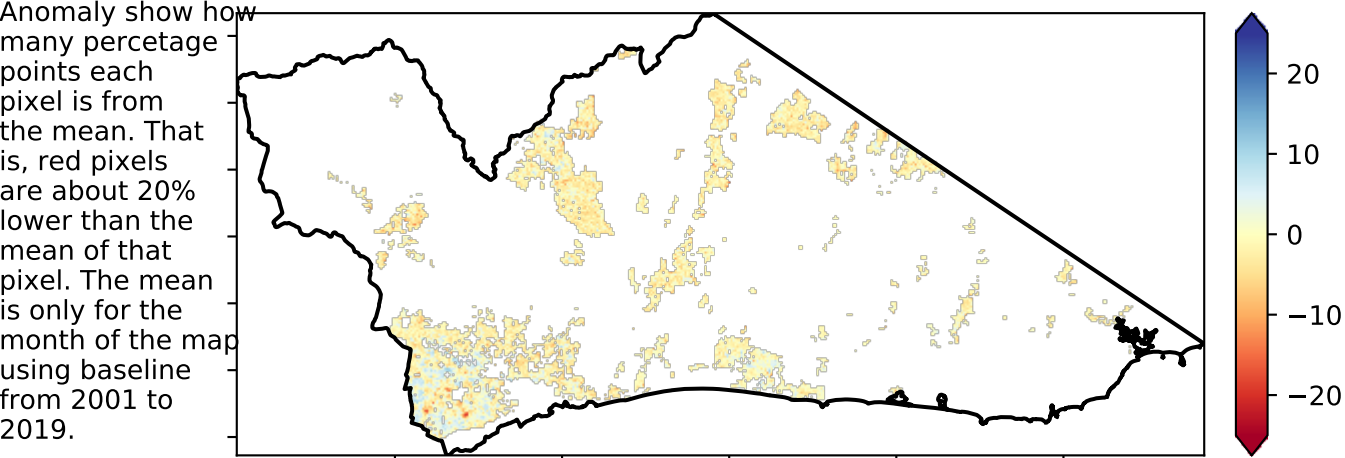 Anomaly show how
many percetage
points each
pixel is from
the mean. That
is, red pixels
are about 20%
lower than the
mean of that
pixel. The mean
is only for the
month of the map
using baseline
from 2001 to
2019.
20
10
0
−10
−20